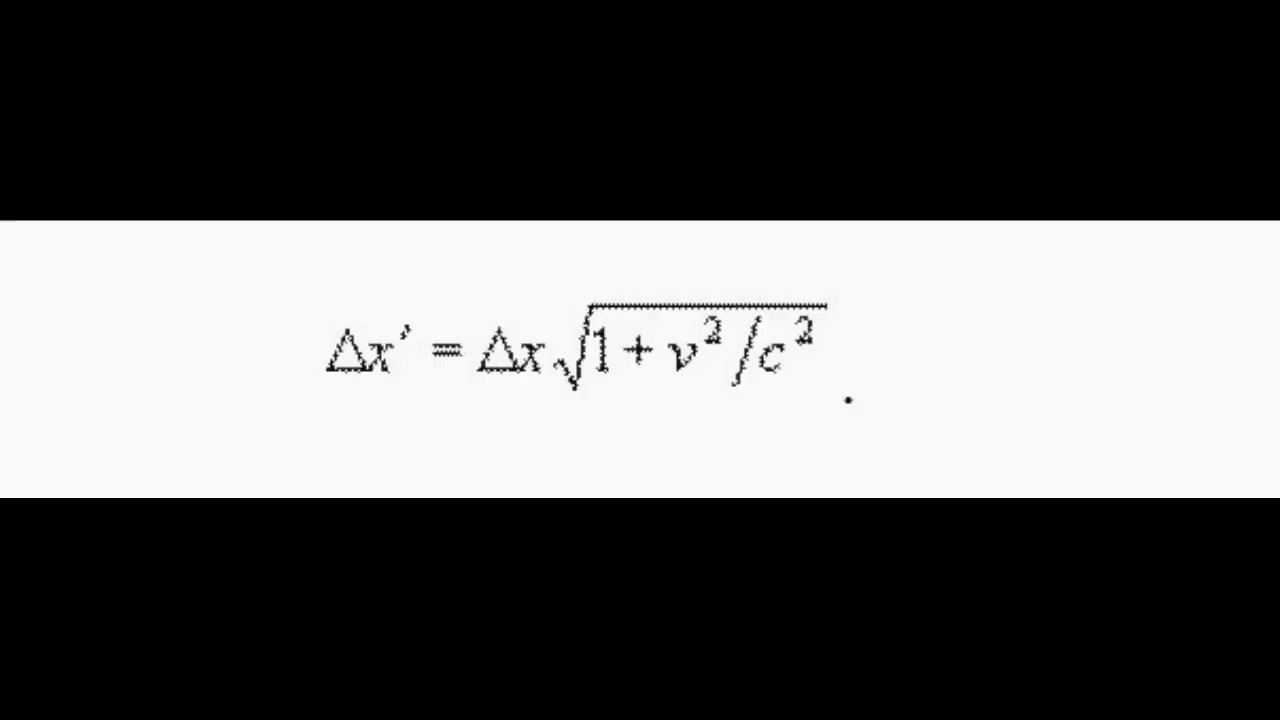 Δx′ = Δx√1 + v²/c² .